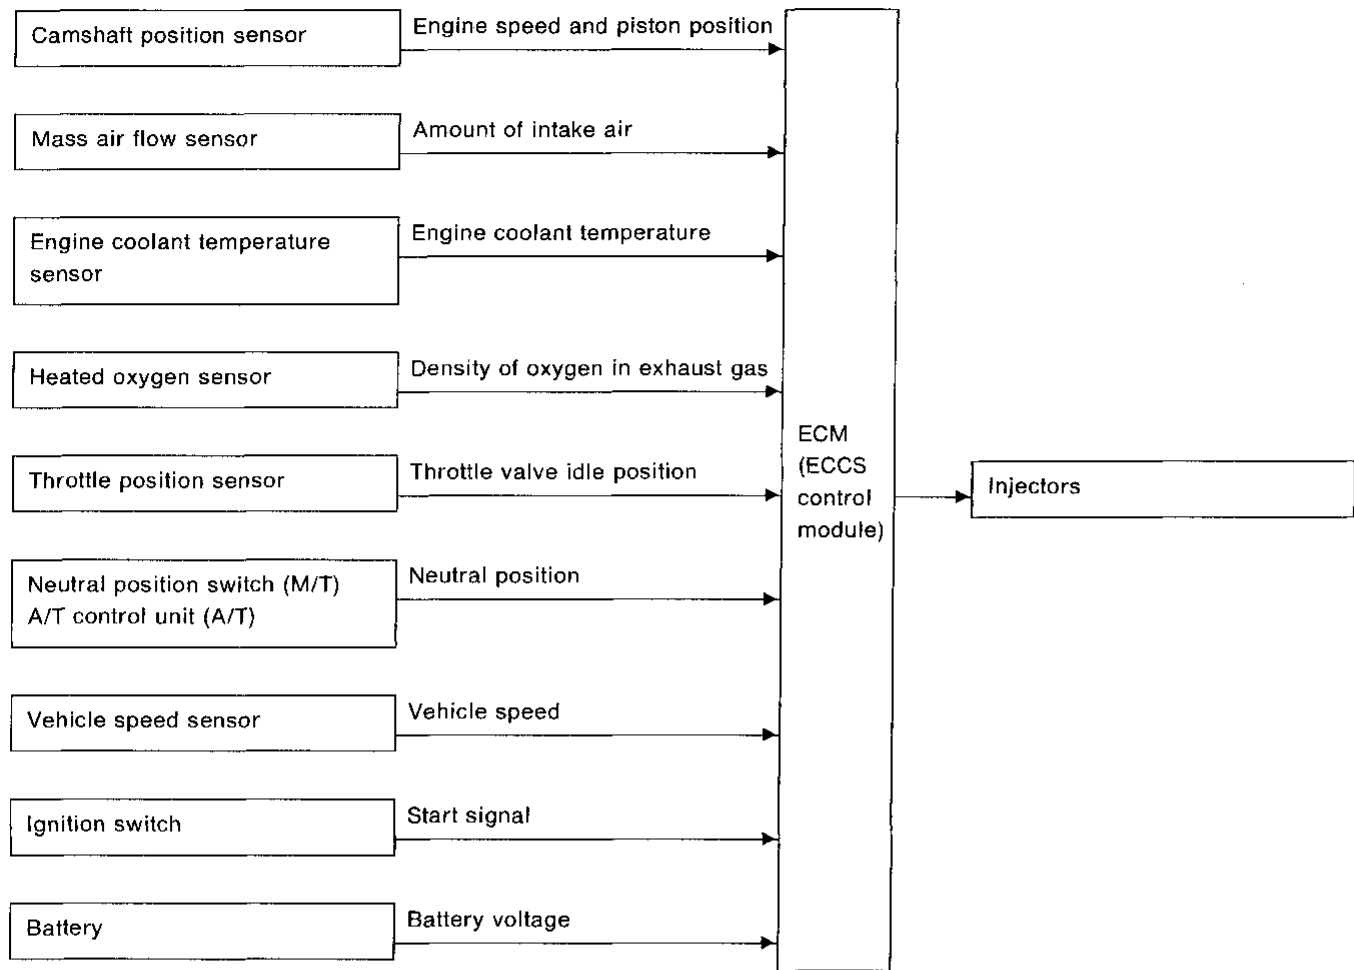 Camshaft position sensor
Engine speed and piston position
Mass air flow sensor
Amount of intake air
Engine coolant temperature
sensor
Engine coolant temperature
Heated oxygen sensor
Density of oxygen in exhaust gas
Throttle position sensor
Throttle valve idle position
Neutral position switch (M/T)
A/T control unit (A/T)
Neutral position
Vehicle speed sensor
Vehicle speed
Ignition switch
Start signal
Battery
Battery voltage
ECM
(ECCS
control
module)
Injectors